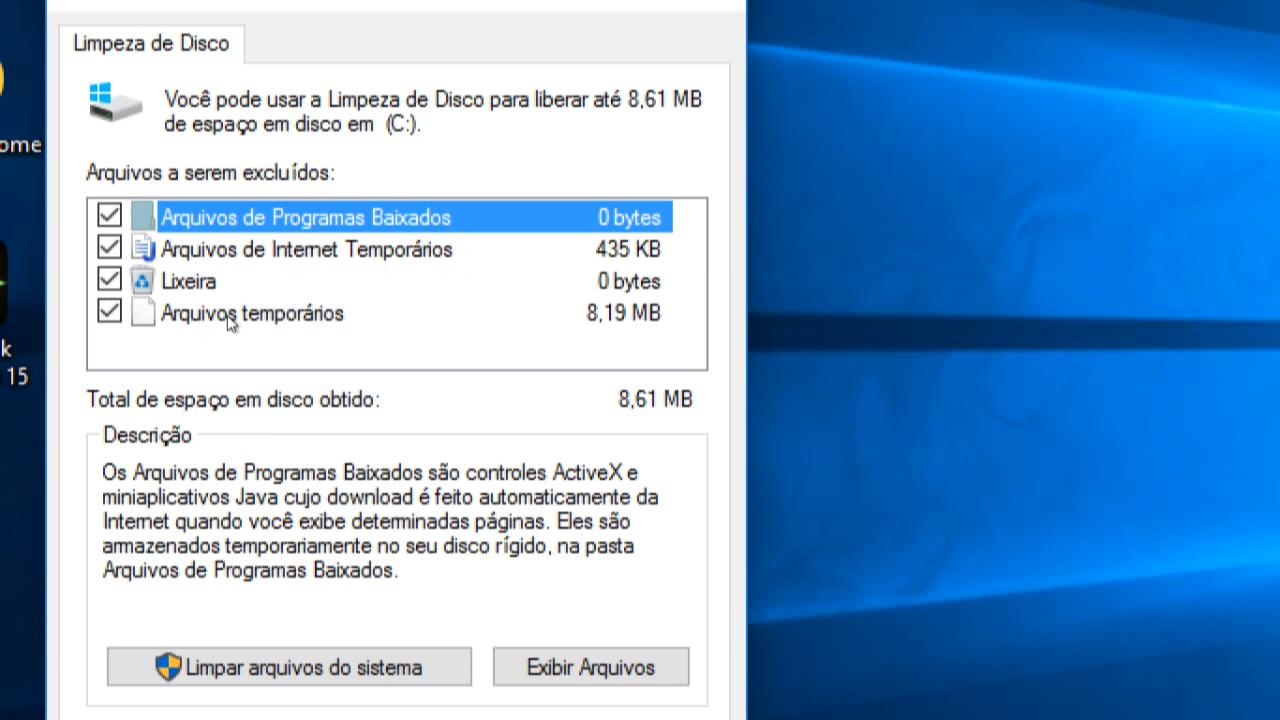 Limpeza de Disco
Você pode usar a Limpeza de Disco para liberar até 8,61 MB
de espaço em disco em (C:).
Arquivos a serem excluídos:
Arquivos de Programas Baixados 0 bytes
Arquivos de Internet Temporários 435 KB
Lixeira 0 bytes
Arquivos temporários 8,19 MB
Total de espaço em disco obtido: 8,61 MB
Descrição
Os Arquivos de Programas Baixados são controles ActiveX e
miniaplicativos Java cujo download é feito automaticamente da
Internet quando você exibe determinadas páginas. Eles são
armazenados temporariamente no seu disco rígido, na pasta
Arquivos de Programas Baixados.
Limpar arquivos do sistema
Exibir Arquivos
ome
k
15